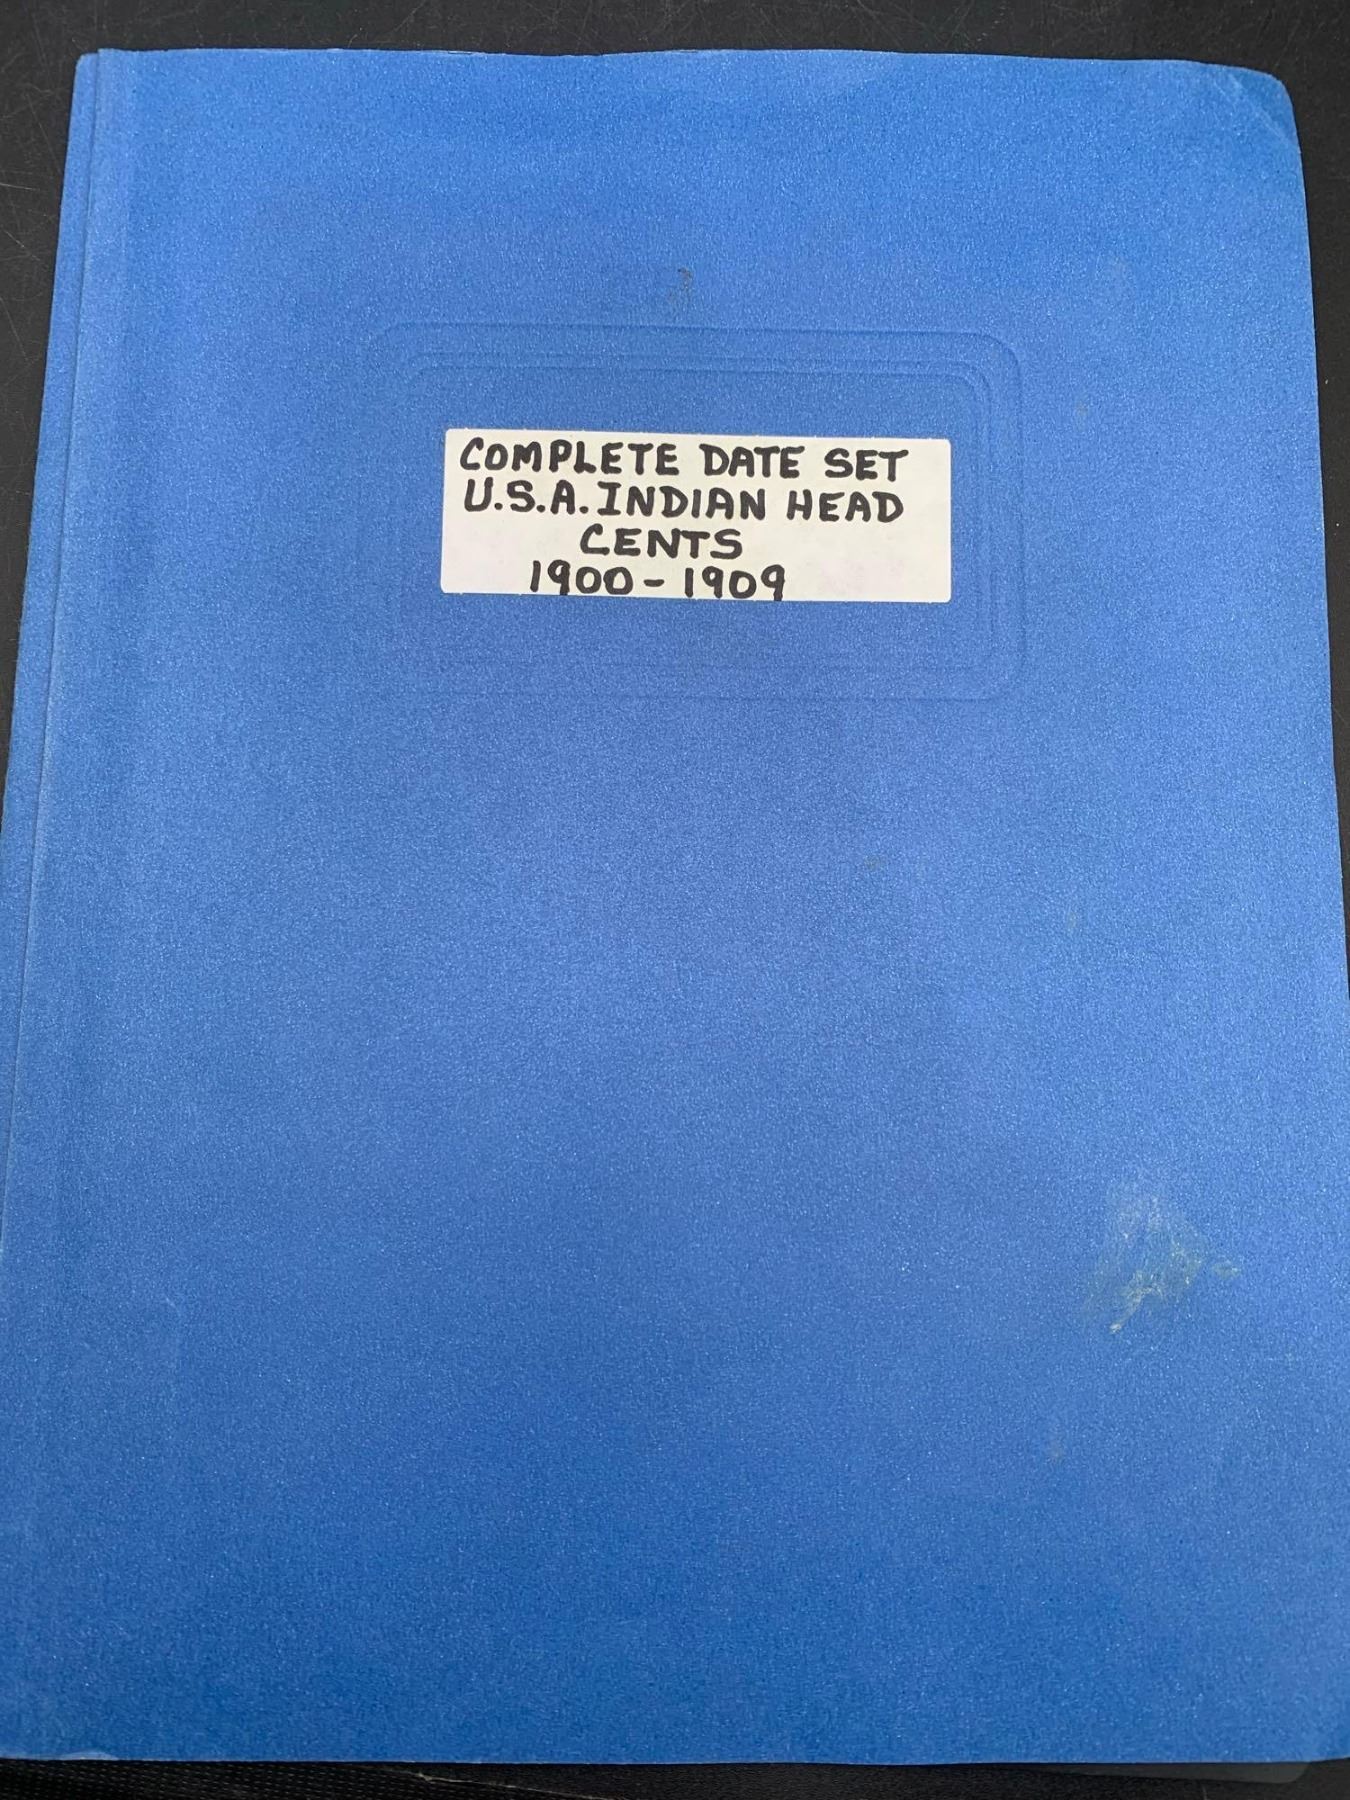 COMPLETE DATE SET
U.S.A. INDIAN HEAD
CENTS
1900-1909